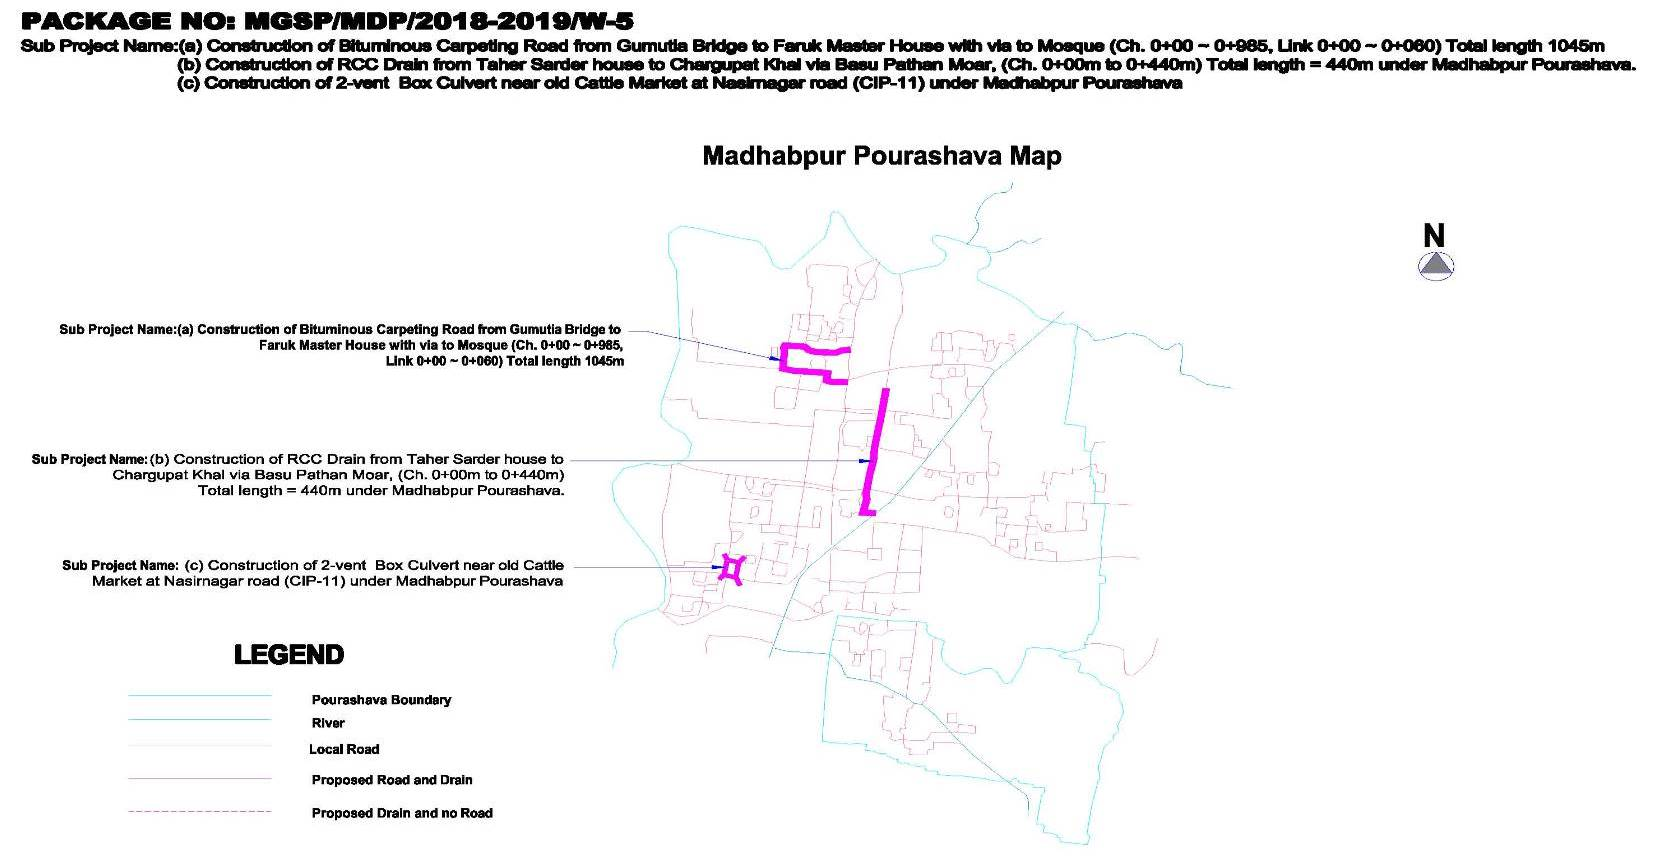 PACKAGE NO: MGSP/MDP/2018-2019/W-5
Sub Project Name:(a) Construction of Bituminous Carpeting Road from Gumutia Bridge to Faruk Master House with via to Mosque (Ch. 0+00 ~ 0+985, Link 0+00 ~ 0+060) Total length 1045m
(b) Construction of RCC Drain from Taher Sarder house to Chargupat Khal via Basu Pathan Moar, (Ch. 0+00m to 0+440m) Total length = 440m under Madhabpur Pourashava.
(c) Construction of 2-vent Box Culvert near old Cattle Market at Nasirnagar road (CIP-11) under Madhabpur Pourashava
Madhabpur Pourashava Map
N
Sub Project Name:(a) Construction of Bituminous Carpeting Road from Gumutia Bridge to
Faruk Master House with via to Mosque (Ch. 0+00 ~ 0+985,
Link 0+00 ~ 0+060) Total length 1045m
Sub Project Name: (b) Construction of RCC Drain from Taher Sarder house to
Chargupat Khal via Basu Pathan Moar, (Ch. 0+00m to 0+440m)
Total length = 440m under Madhabpur Pourashava.
Sub Project Name: (c) Construction of 2-vent Box Culvert near old Cattle
Market at Nasirnagar road (CIP-11) under Madhabpur Pourashava
LEGEND
Pourashava Boundary
River
Local Road
Proposed Road and Drain
Proposed Drain and no Road